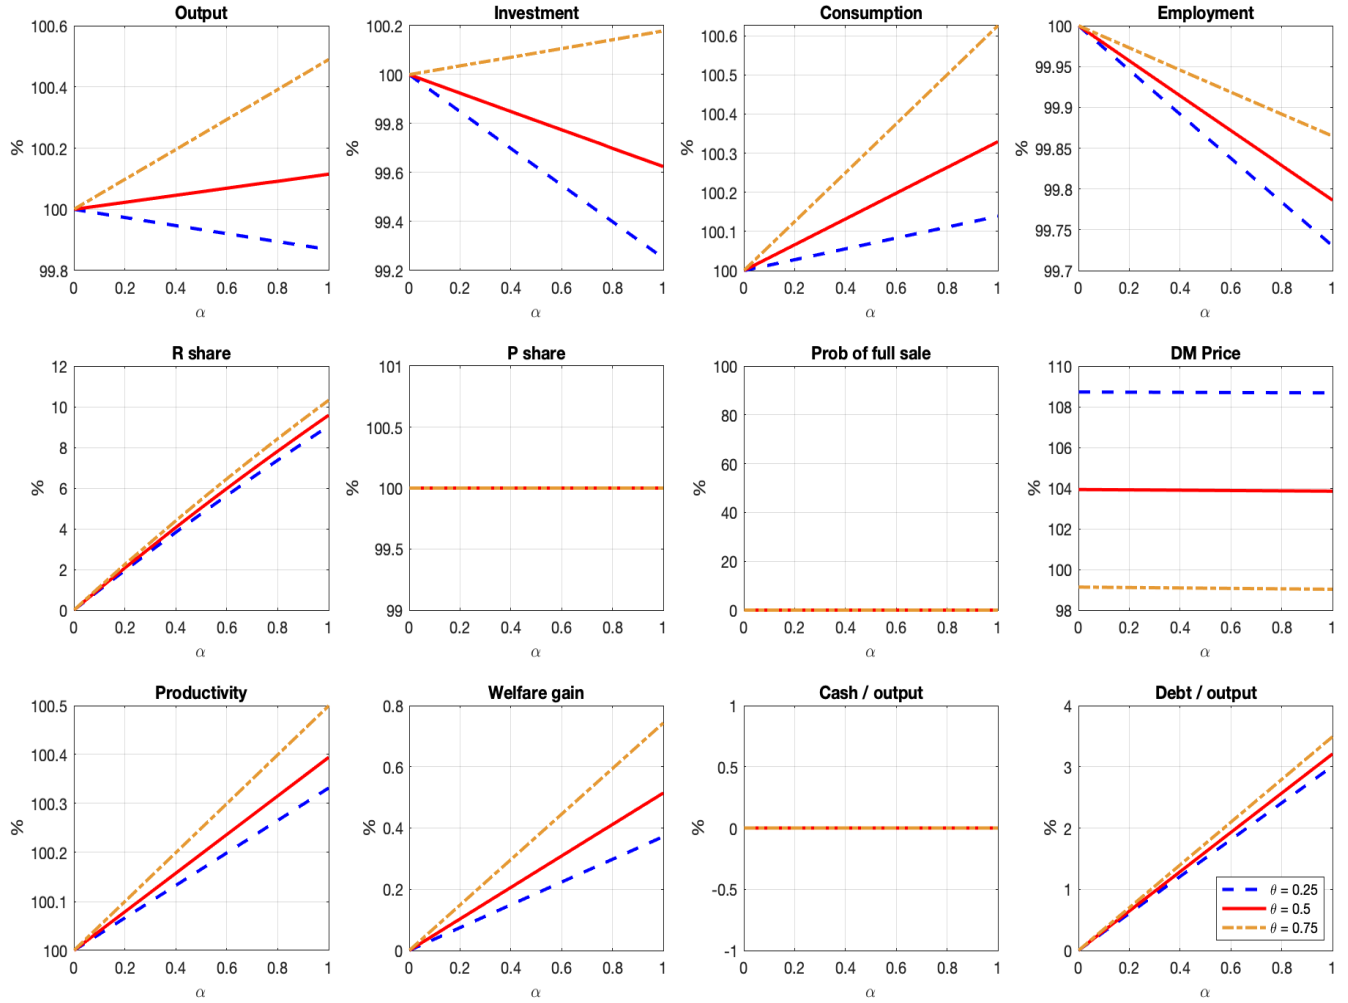 Output
100.6
100.4
100.2
100
99.8
%
0 0.2 0.4 0.6 0.8 1
α
Investment
100.2
100
99.8
99.6
99.4
99.2
%
0 0.2 0.4 0.6 0.8 1
α
Consumption
100.6
100.5
100.4
100.3
100.2
100.1
100
%
0 0.2 0.4 0.6 0.8 1
α
Employment
100
99.95
99.9
99.85
99.8
99.75
99.7
%
0 0.2 0.4 0.6 0.8 1
α
R share
12
10
8
6
4
2
0
%
0 0.2 0.4 0.6 0.8 1
α
P share
101
100.5
100
99.5
99
%
0 0.2 0.4 0.6 0.8 1
α
Prob of full sale
100
80
60
40
20
0
%
0 0.2 0.4 0.6 0.8 1
α
DM Price
110
108
106
104
102
100
98
%
0 0.2 0.4 0.6 0.8 1
α
Productivity
100.5
100.4
100.3
100.2
100.1
100
%
0 0.2 0.4 0.6 0.8 1
α
Welfare gain
0.8
0.6
0.4
0.2
0
%
0 0.2 0.4 0.6 0.8 1
α
Cash / output
1
0.5
0
-0.5
-1
%
0 0.2 0.4 0.6 0.8 1
α
Debt / output
4
3
2
1
0
%
0 0.2 0.4 0.6 0.8 1
α
θ = 0.25
θ = 0.5
θ = 0.75